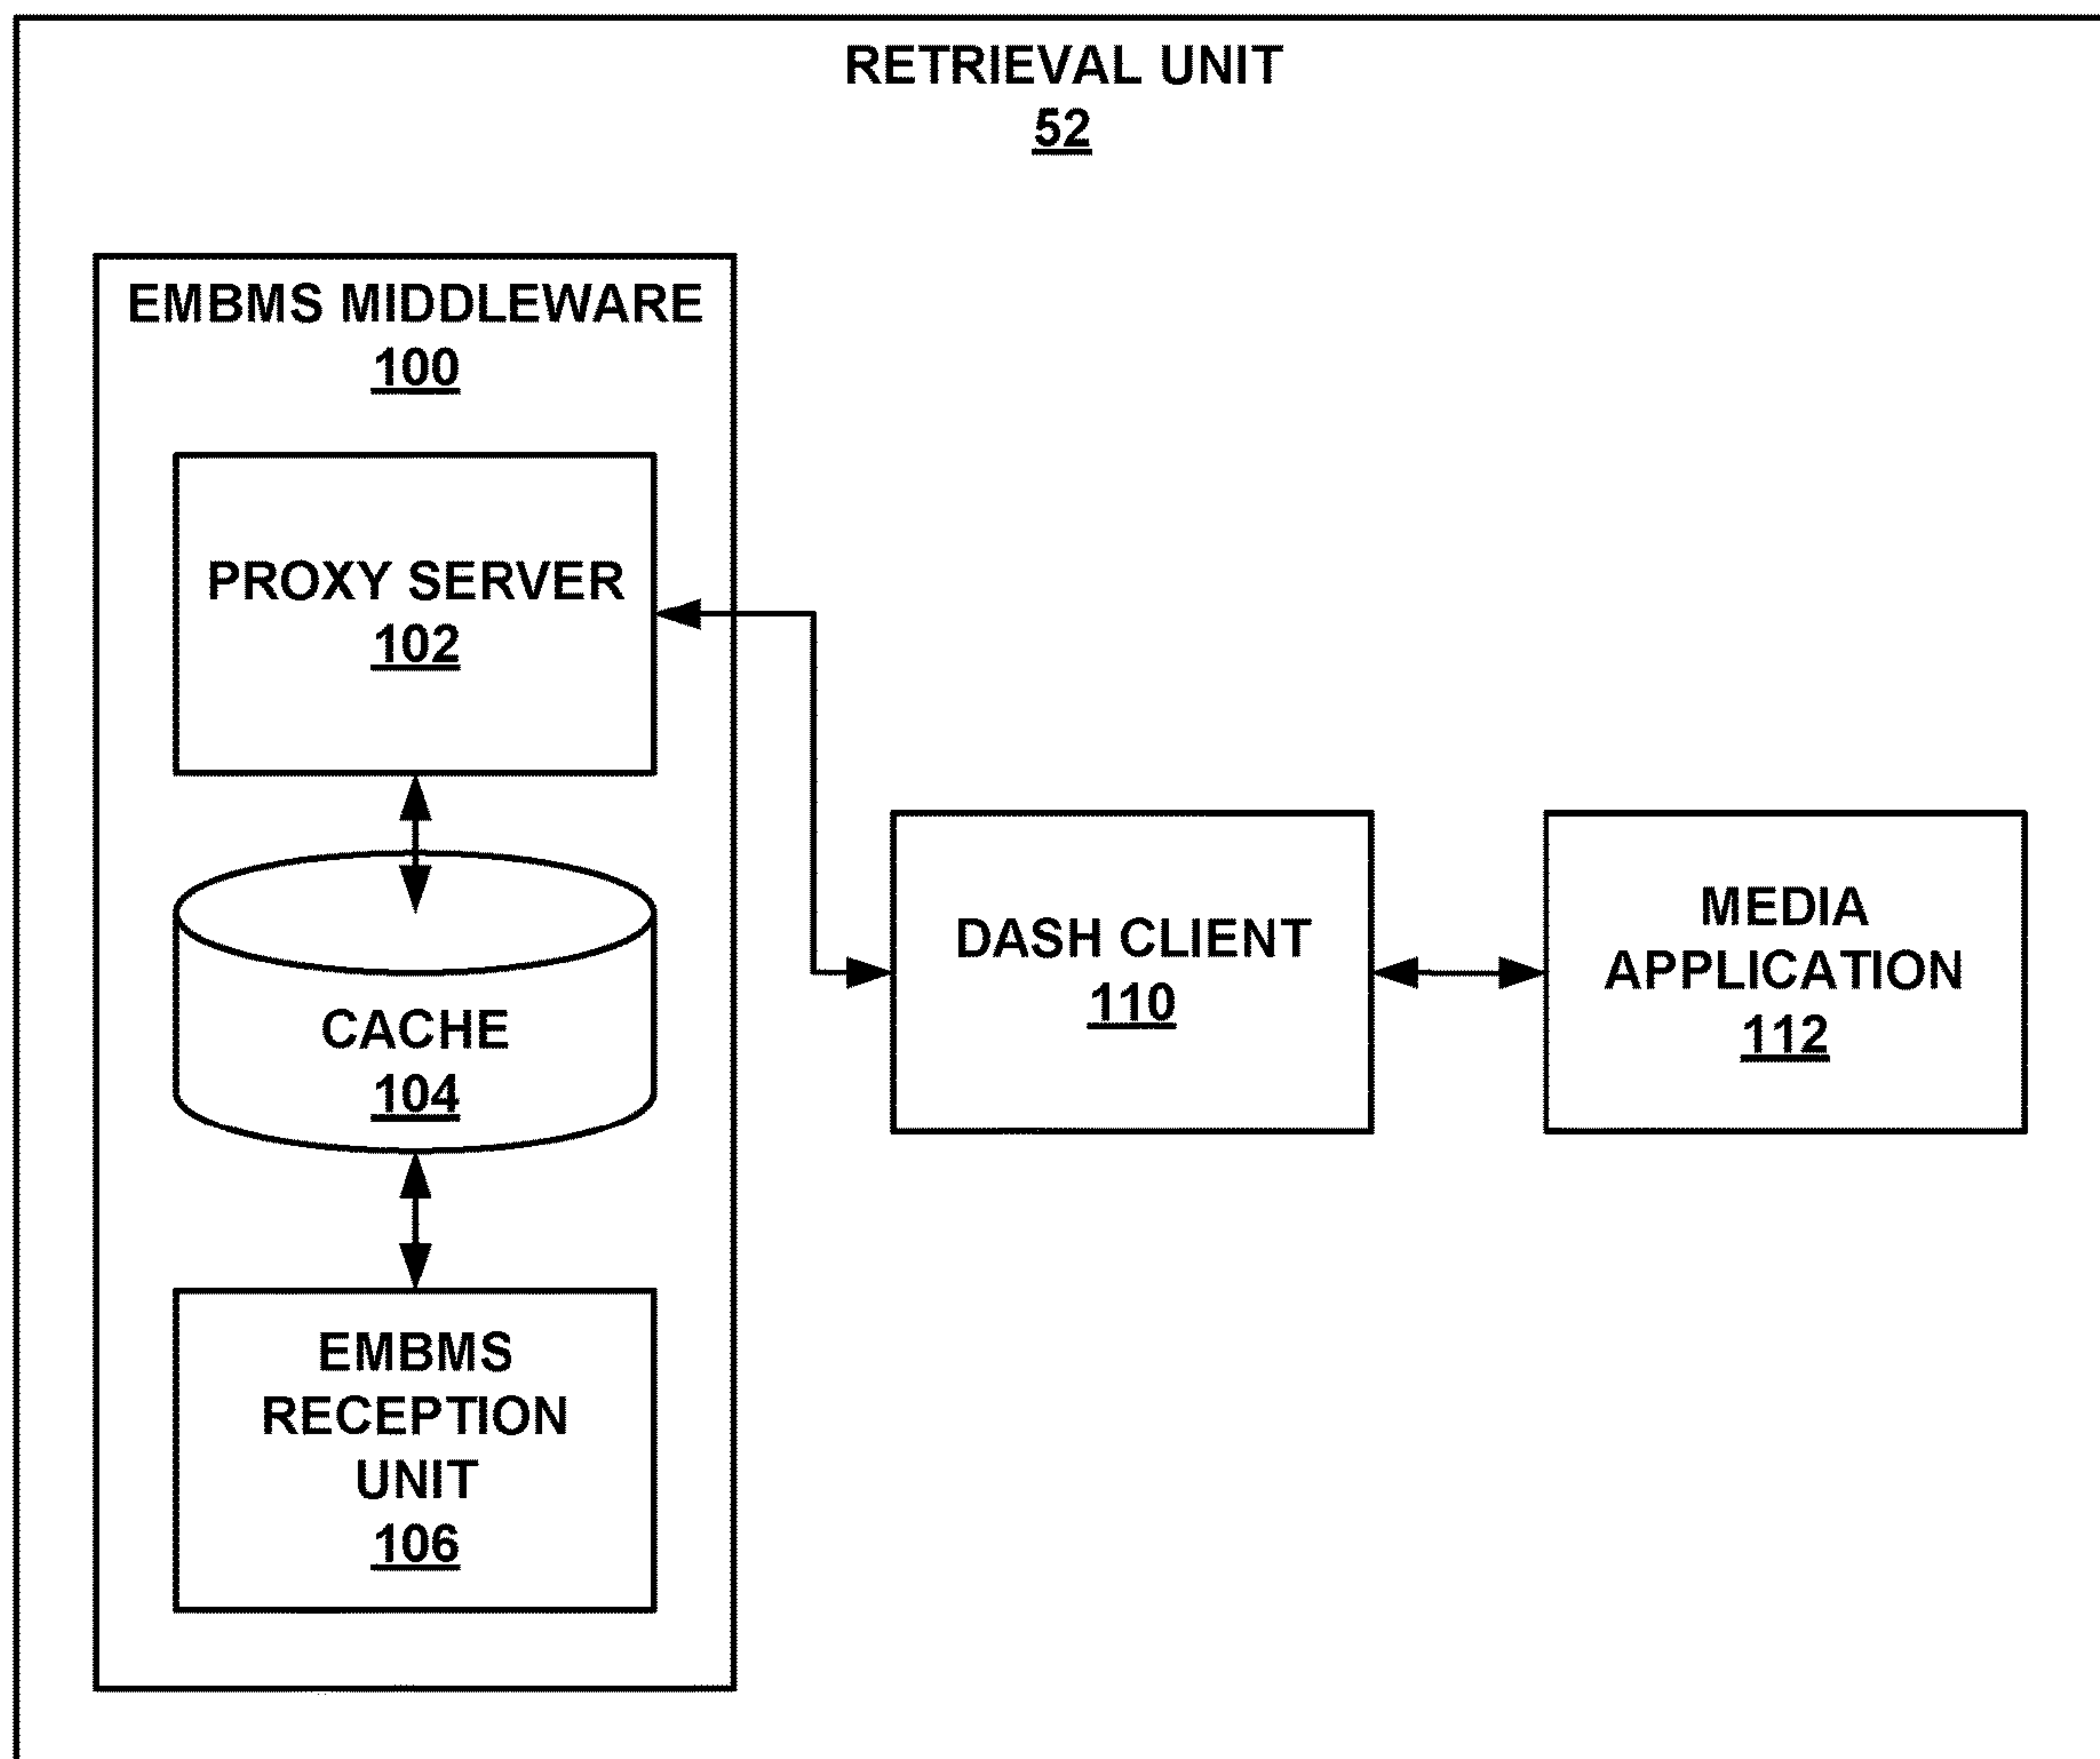 RETRIEVAL UNIT
52
EMBMS MIDDLEWARE
100
PROXY SERVER
102
CACHE
104
EMBMS
RECEPTION
UNIT
106
DASH CLIENT
110
MEDIA
APPLICATION
112